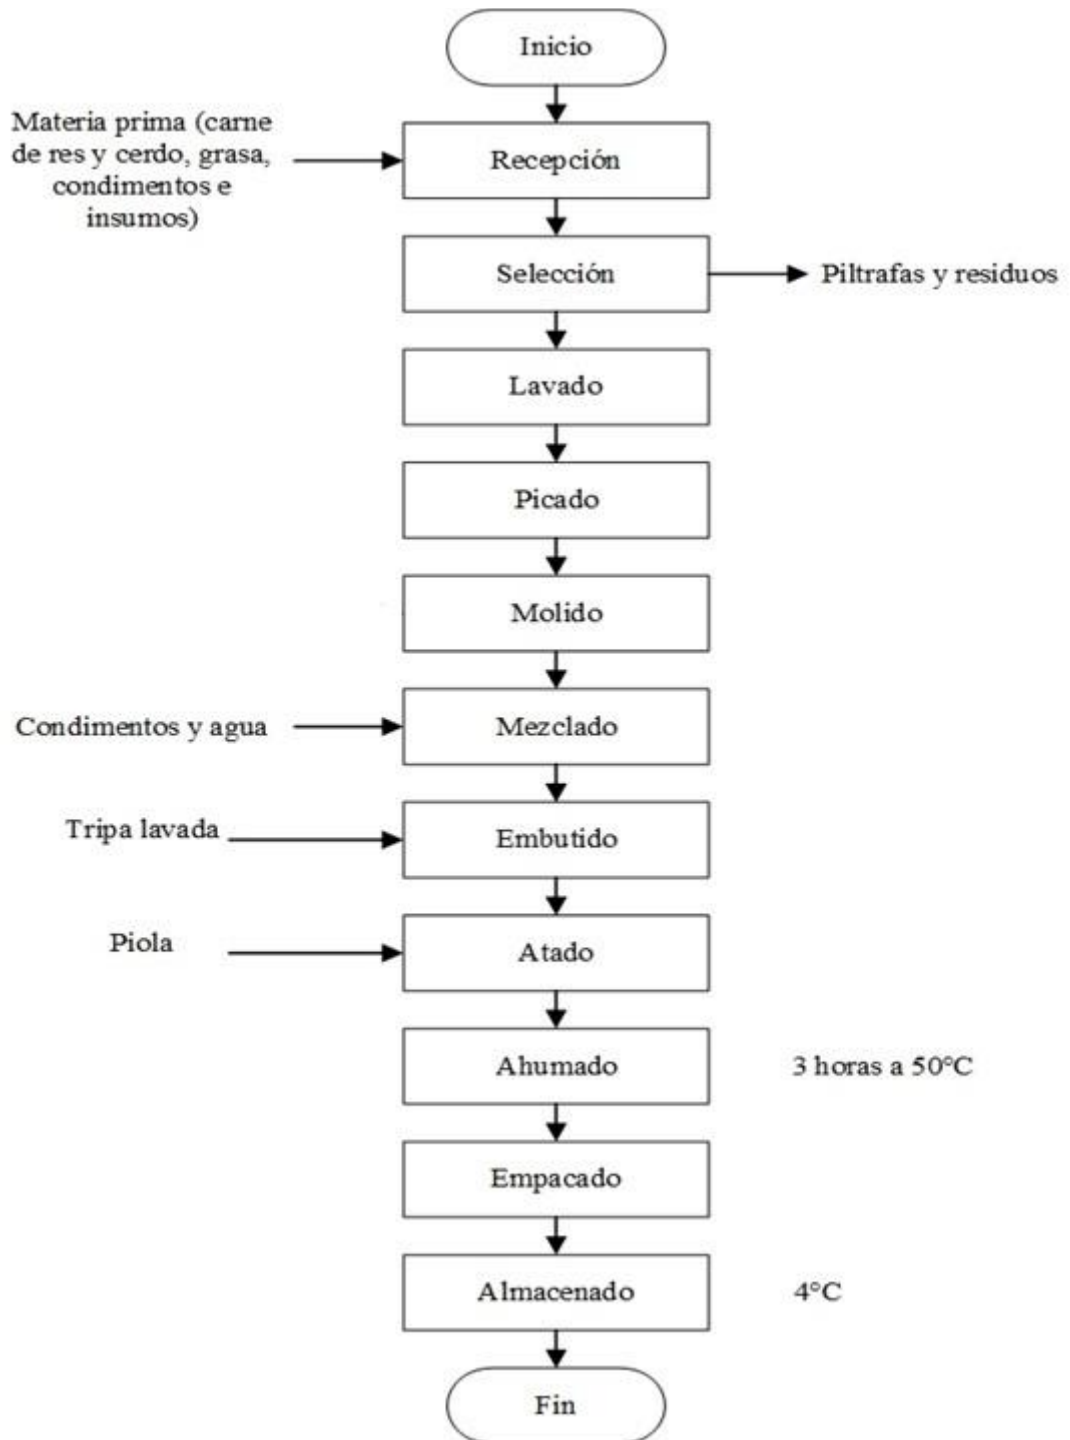 Inicio
Materia prima (carne
de res y cerdo, grasa,
condimentos e
insumos)
Recepción
Selección
Piltrafas y residuos
Lavado
Picado
Molido
Condimentos y agua
Mezclado
Tripa lavada
Embutido
Piola
Atado
Ahumado
3 horas a 50°C
Empacado
Almacenado
4°C
Fin